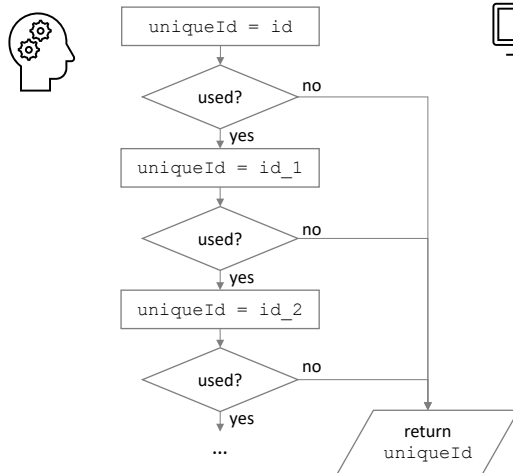 uniqueId = id
used?
no
yes
uniqueId = id_1
used?
no
yes
uniqueId = id_2
used?
no
yes
...
return
uniqueId